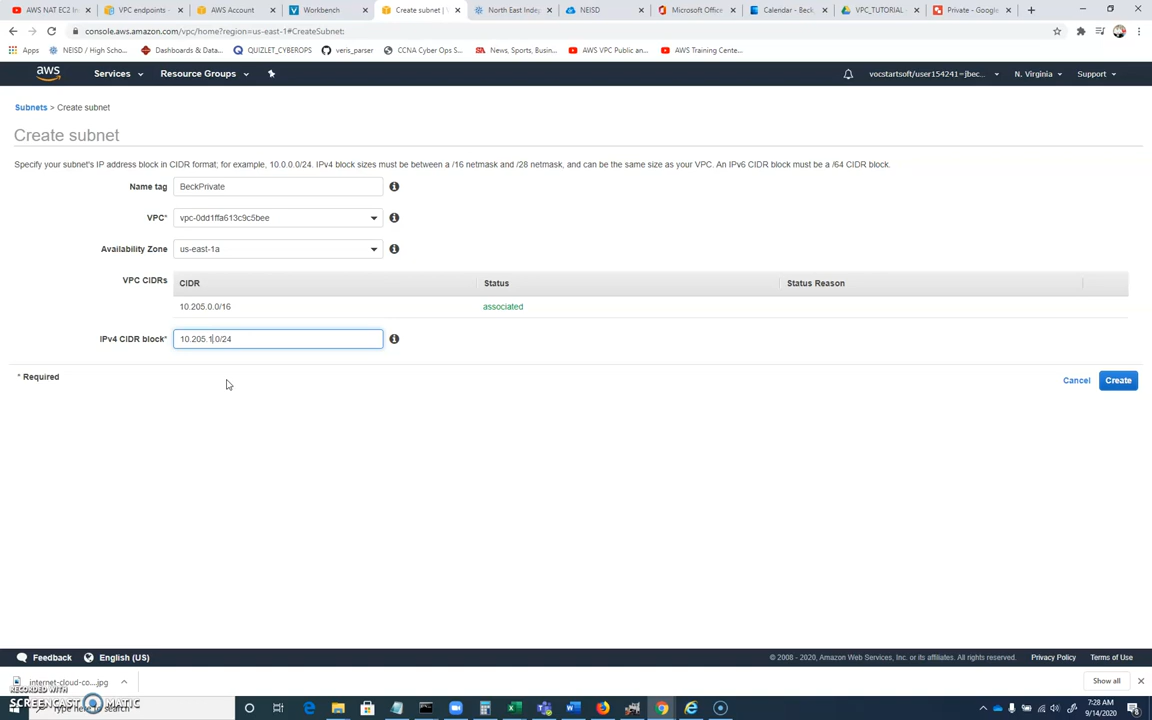 AWS NAT EC2 In
VPC endpoints -
AWS Account
Workbench
Create subnet |
North East Indep
NEISD
Microsoft Office
Calendar - Beck
VPC_TUTORIAL -
Private - Google
console.aws.amazon.com/vpc/home?region=us-east-1#CreateSubnet:
Apps
NEISD / High Scho...
Dashboards & Data...
QUIZLET_CYBEROPS
veris_parser
CCNA Cyber Ops S...
News, Sports, Busin...
AWS VPC Public an...
AWS Training Cente...
aws
Services
Resource Groups
vocstartsoft/user154241=jbec...
N. Virginia
Support
Subnets > Create subnet
Create subnet
Specify your subnet's IP address block in CIDR format; for example, 10.0.0.0/24. IPv4 block sizes must be between a /16 netmask and /28 netmask, and can be the same size as your VPC. An IPv6 CIDR block must be a /64 CIDR block.
Name tag
BeckPrivate
VPC*
vpc-0dd1ffa613c9c5bee
Availability Zone
us-east-1a
VPC CIDRs
CIDR
Status
Status Reason
10.205.0.0/16
associated
IPv4 CIDR block*
10.205.1.0/24
* Required
Cancel
Create
Feedback
English (US)
© 2008 - 2020, Amazon Web Services, Inc. or its affiliates. All rights reserved.
Privacy Policy
Terms of Use
internet-cloud-co....jpg
Show all
RECORDED WITH
SCREENCAST MATIC
here to search
7:28 AM
9/14/2020